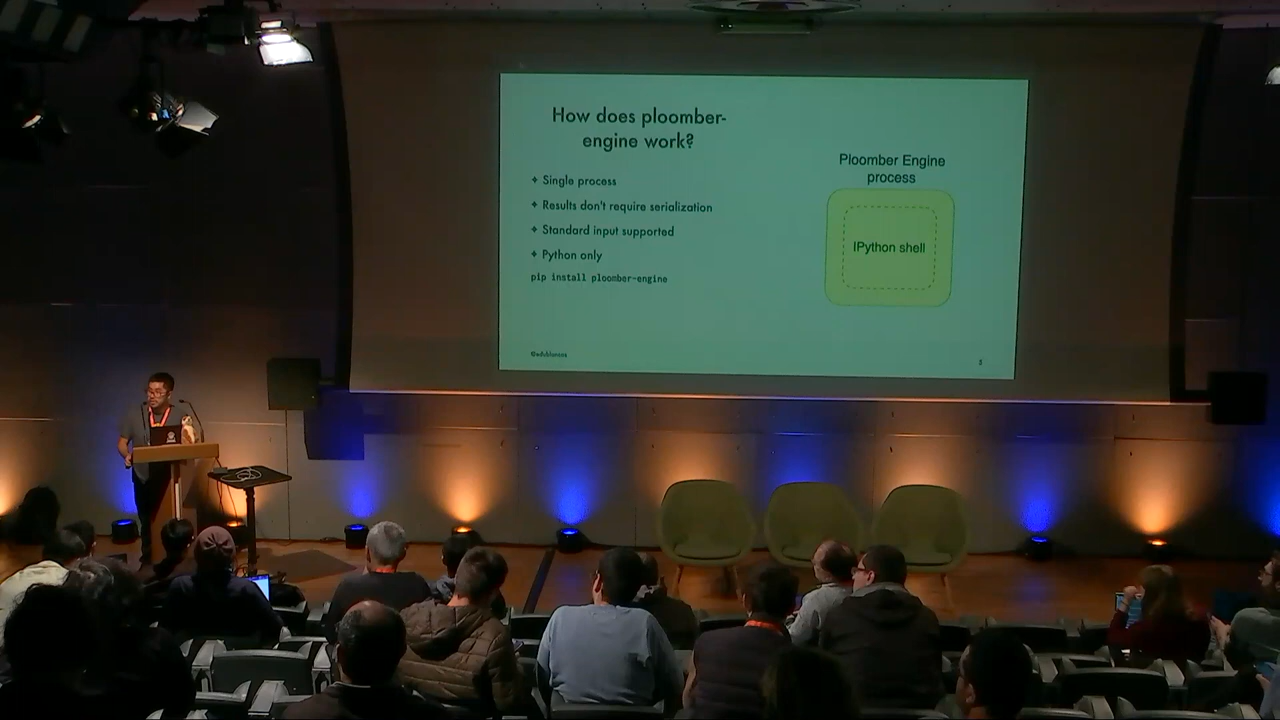 How does ploomber-
engine work?
✦ Single process
✦ Results don't require serialization
✦ Standard input supported
✦ Python only
pip install ploomber-engine
Ploomber Engine
process
IPython shell
@edublancas